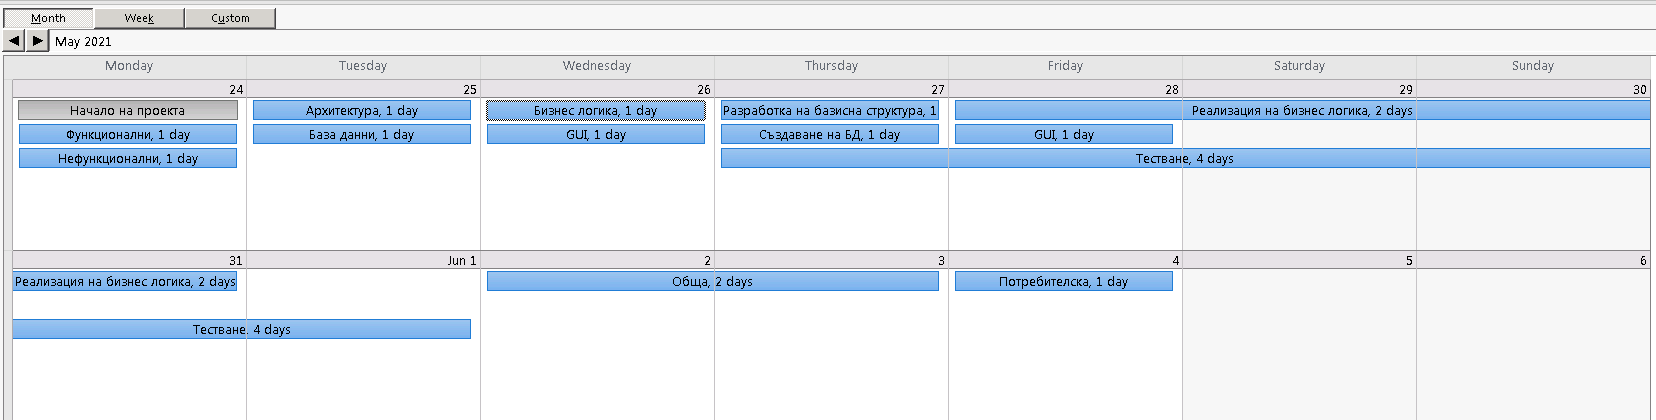 Month Week Custom
May 2021
Monday Tuesday Wednesday Thursday Friday Saturday Sunday
24 25 26 27 28 29 30
Начало на проекта Архитектура, 1 day Бизнес логика, 1 day Разработка на базисна структура, 1 Реализация на бизнес логика, 2 days
Функционални, 1 day База данни, 1 day GUI, 1 day Създаване на БД, 1 day GUI, 1 day
Нефункционални, 1 day Тестване, 4 days
31 Jun 1 2 3 4 5 6
Реализация на бизнес логика, 2 days Обща, 2 days Потребителска, 1 day
Тестване, 4 days